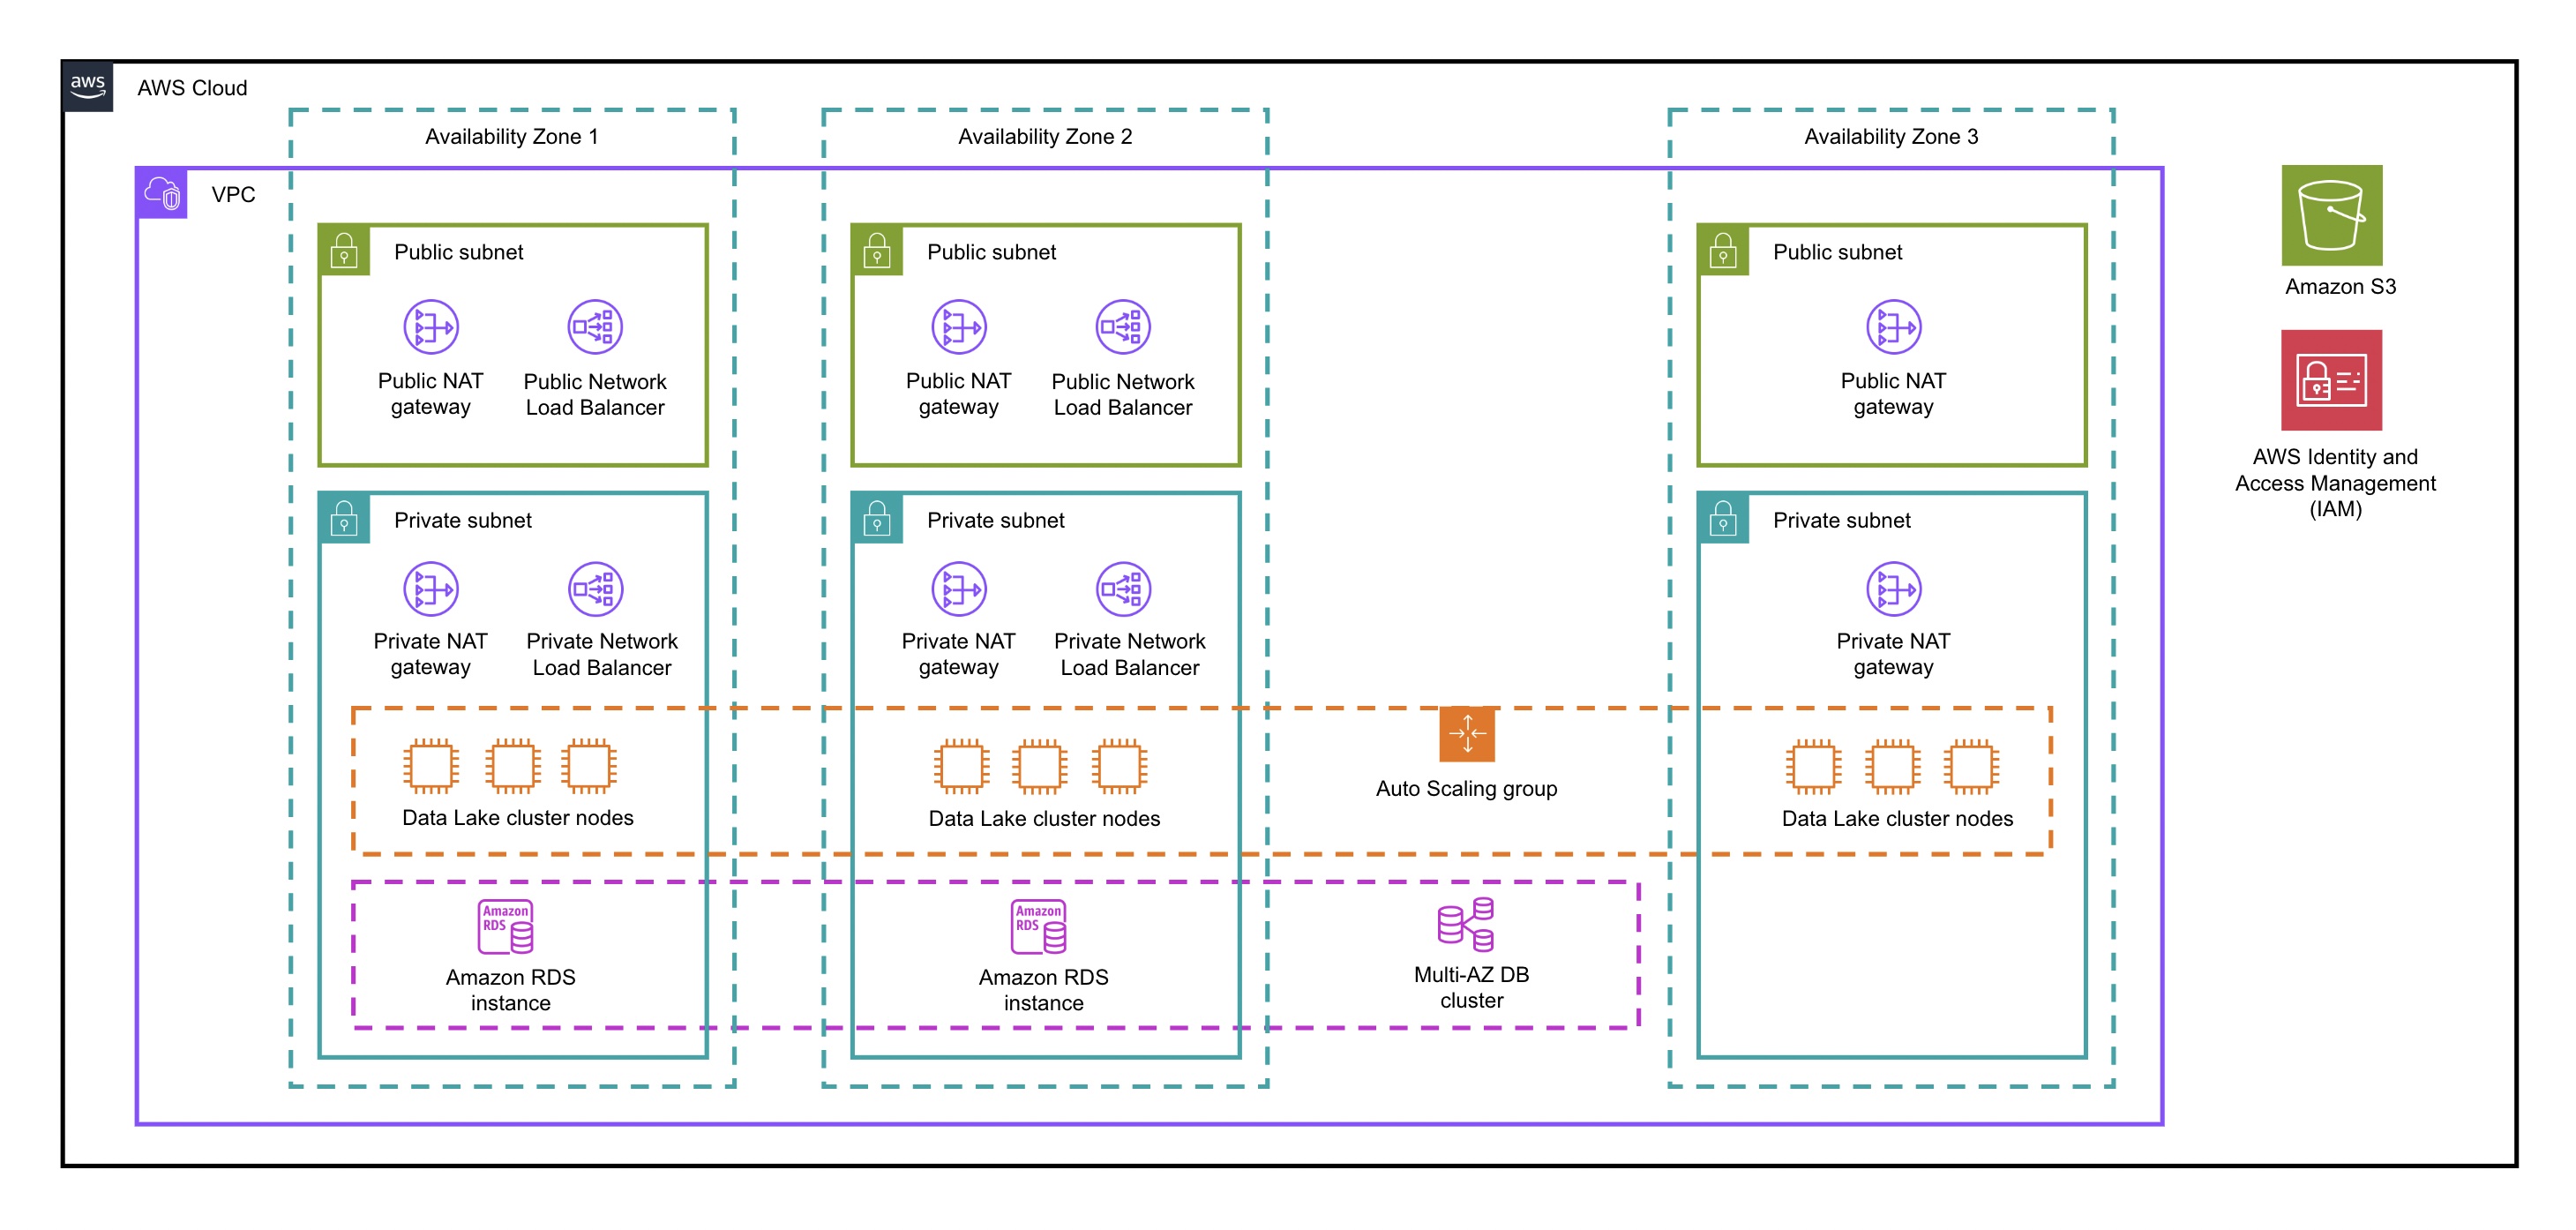 aws
AWS Cloud
Availability Zone 1
Availability Zone 2
Availability Zone 3
VPC
Public subnet
Public NAT
gateway
Public Network
Load Balancer
Public subnet
Public NAT
gateway
Public Network
Load Balancer
Public subnet
Public NAT
gateway
Amazon S3
AWS Identity and
Access Management
(IAM)
Private subnet
Private NAT
gateway
Private Network
Load Balancer
Private subnet
Private NAT
gateway
Private Network
Load Balancer
Private subnet
Private NAT
gateway
Data Lake cluster nodes
Data Lake cluster nodes
Auto Scaling group
Data Lake cluster nodes
Amazon
RDS
Amazon RDS
instance
Amazon
RDS
Amazon RDS
instance
Multi-AZ DB
cluster